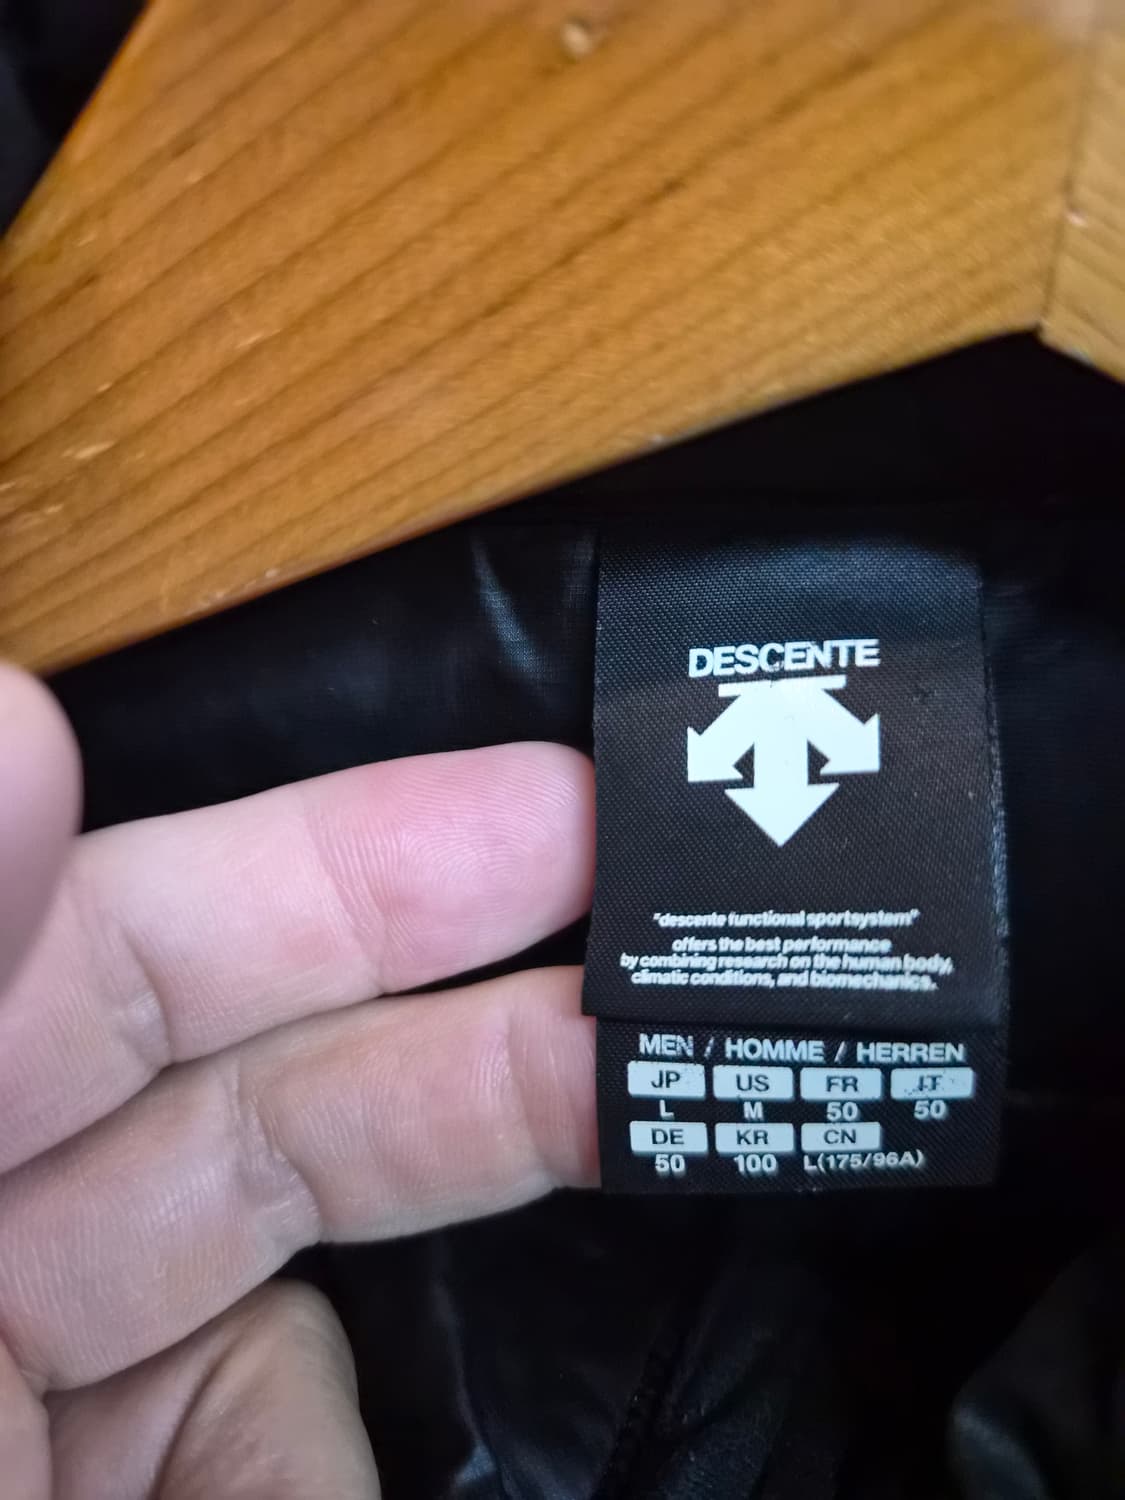 DESCENTE
"descente functional sportsystem"
offers the best performance
by combining research on the human body,
climatic conditions, and biomechanics.
MEN / HOMME / HERREN
JP US FR IT
L M 50 50
DE KR CN
50 100 L(175/96A)